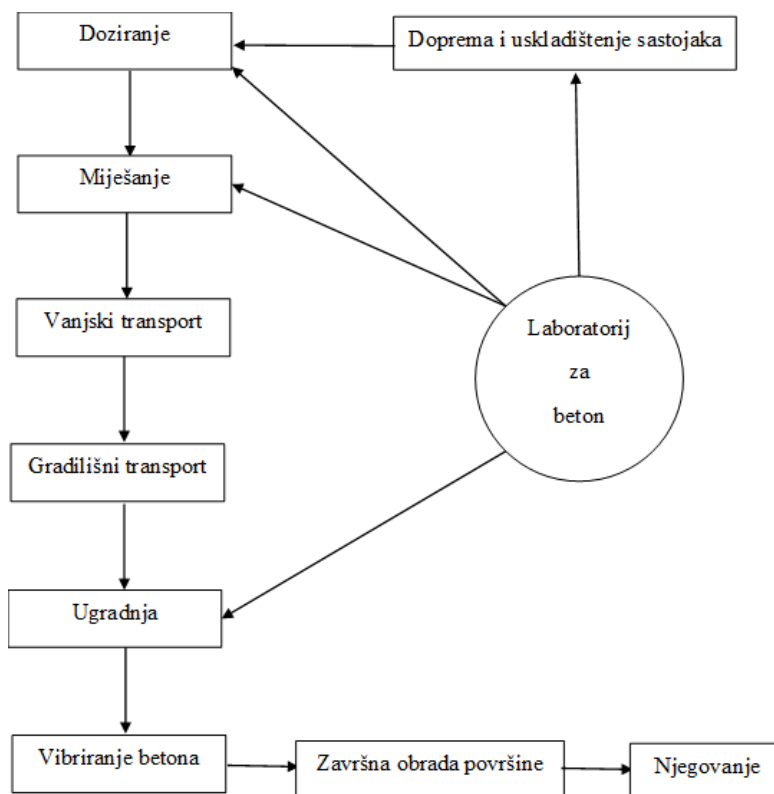 Doziranje
Doprema i uskladištenje sastojaka
Miješanje
Vanjski transport
Laboratorij
za
beton
Gradilišni transport
Ugradnja
Vibriranje betona
Završna obrada površine
Njegovanje